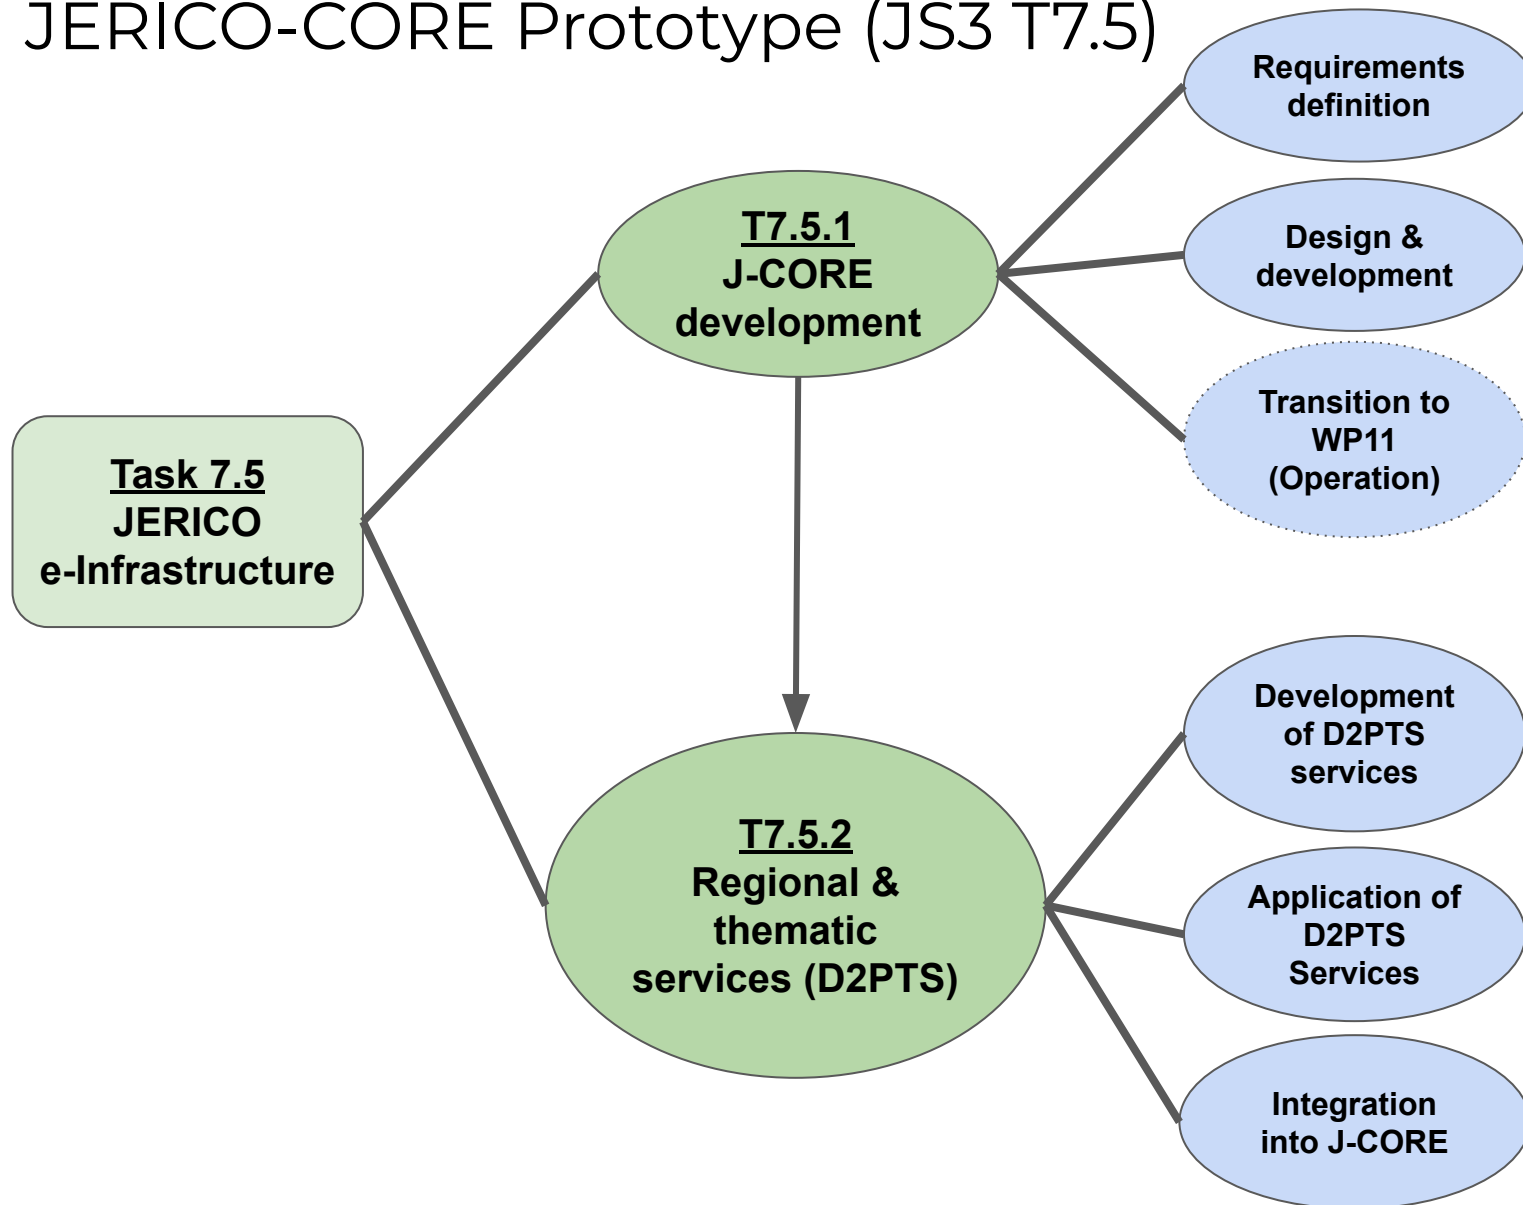 JERICO-CORE Prototype (JS3 T7.5)
Requirements
definition
T7.5.1
J-CORE
development
Design &
development
Transition to
WP11
(Operation)
Task 7.5
JERICO
e-Infrastructure
Development
of D2PTS
services
T7.5.2
Regional &
thematic
services (D2PTS)
Application of
D2PTS
Services
Integration
into J-CORE